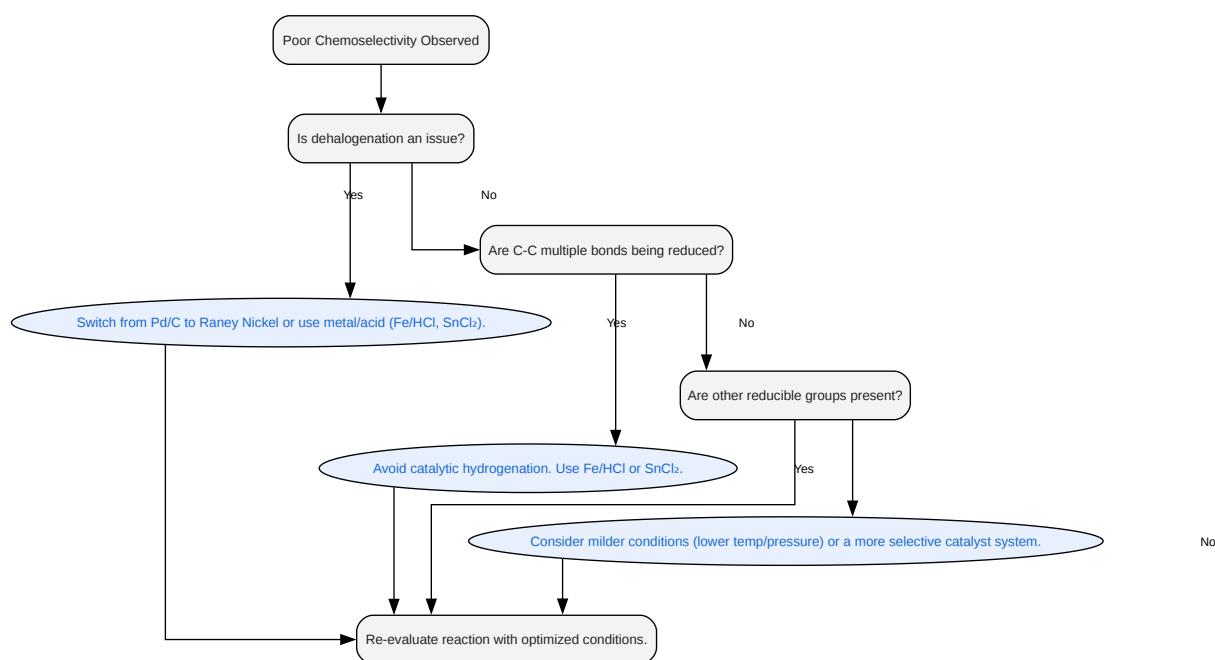 Poor Chemoselectivity Observed
Is dehalogenation an issue?
Yes
No
Are C-C multiple bonds being reduced?
Switch from Pd/C to Raney Nickel or use metal/acid (Fe/HCl, SnCl₂).
Yes
No
Are other reducible groups present?
Avoid catalytic hydrogenation. Use Fe/HCl or SnCl₂.
Yes
Consider milder conditions (lower temp/pressure) or a more selective catalyst system.
No
Re-evaluate reaction with optimized conditions.